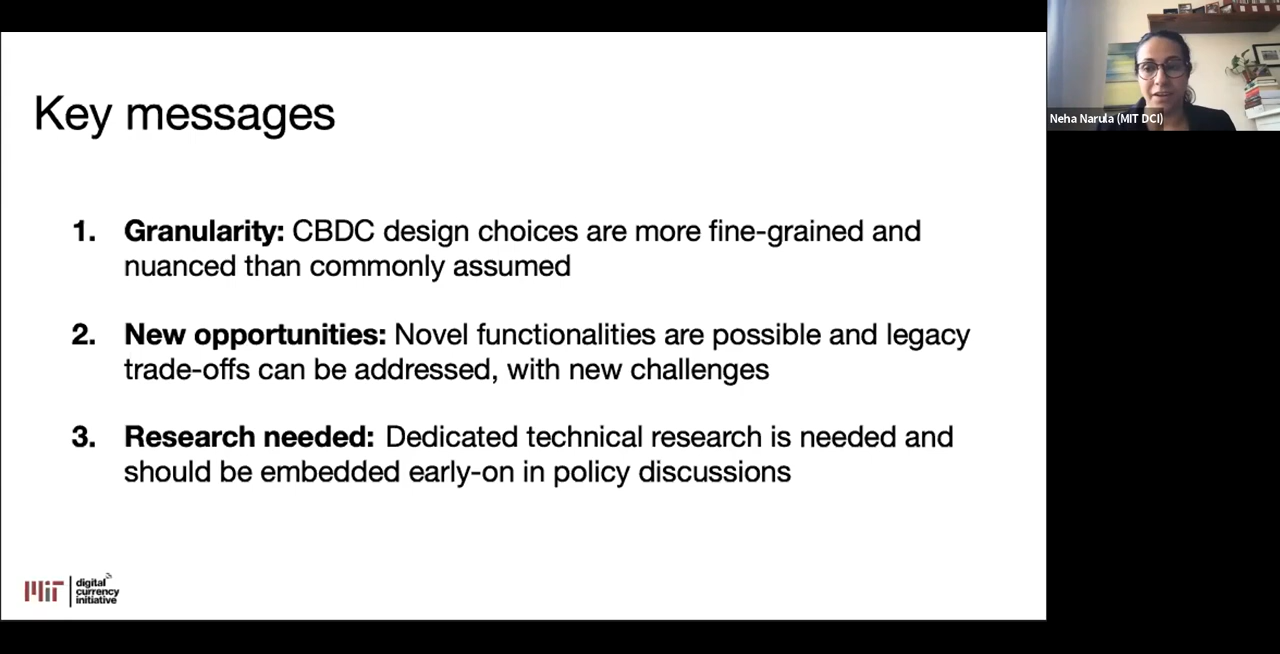 Key messages
1. Granularity: CBDC design choices are more fine-grained and
nuanced than commonly assumed
2. New opportunities: Novel functionalities are possible and legacy
trade-offs can be addressed, with new challenges
3. Research needed: Dedicated technical research is needed and
should be embedded early-on in policy discussions
MIT digital
currency
initiative
Neha Narula (MIT DCI)